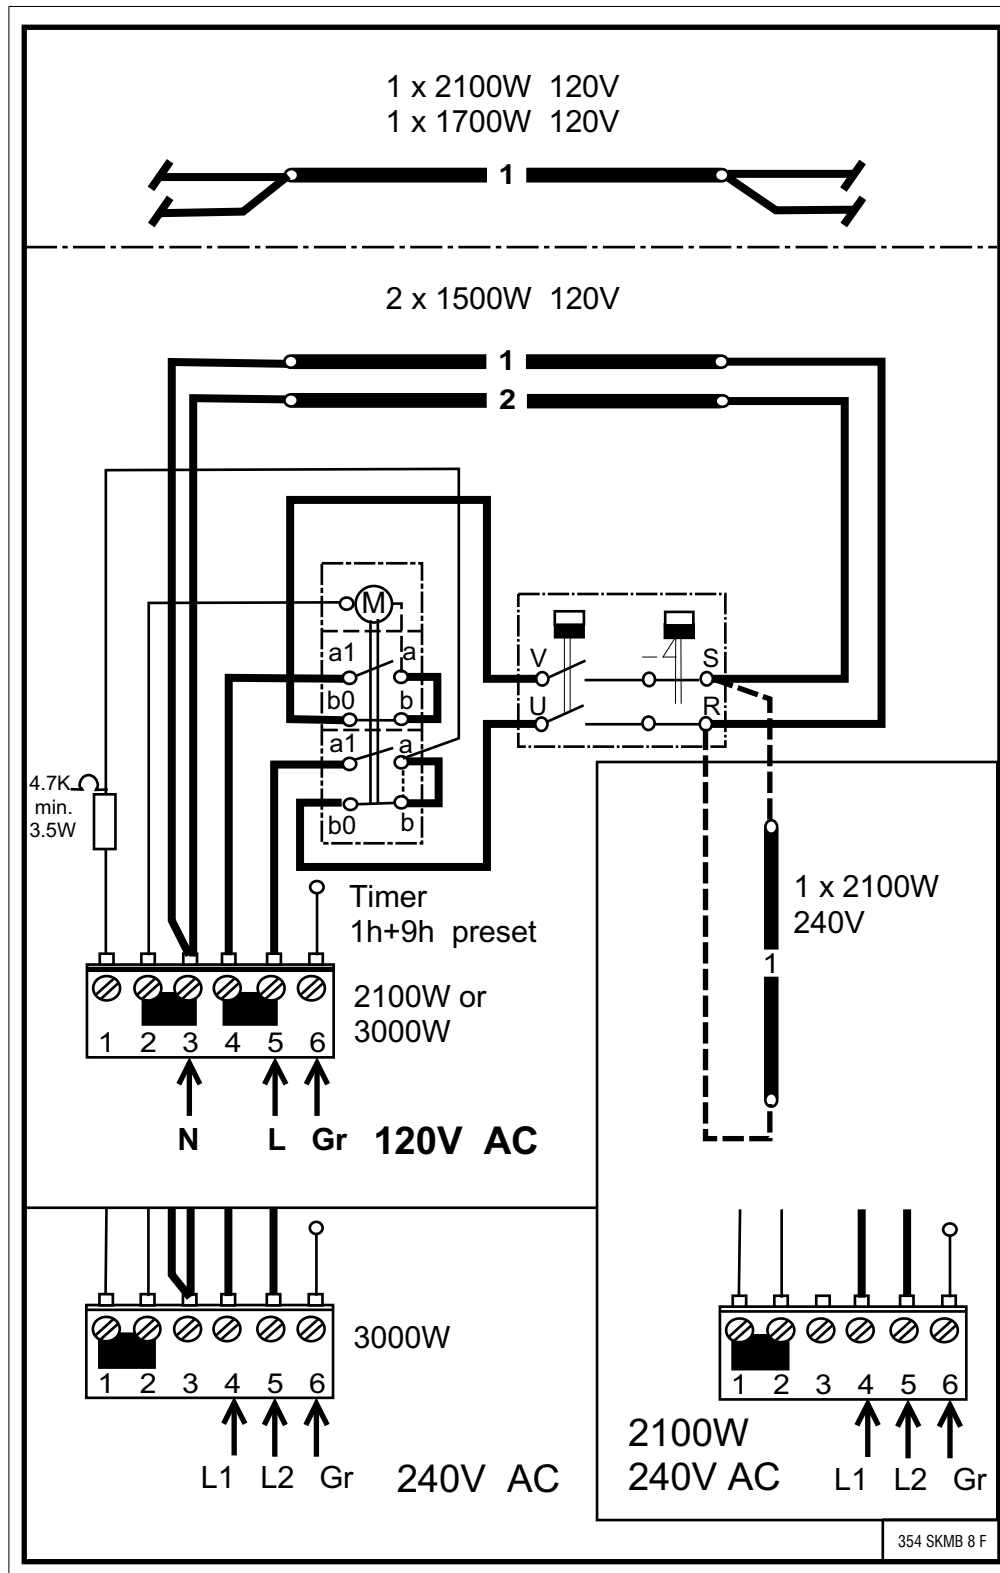 1 x 2100W 120V
1 x 1700W 120V
1
2 x 1500W 120V
1
2
M
a1 a
b0 b
a1 a
b0 b
V S
U R
4.7K
min.
3.5W
Timer
1h+9h preset
1 x 2100W
240V
1
2100W or
3000W
1 2 3 4 5 6
N L Gr 120V AC
3000W
1 2 3 4 5 6
L1 L2 Gr 240V AC
1 2 3 4 5 6
2100W
240V AC
L1 L2 Gr
354 SKMB 8 F